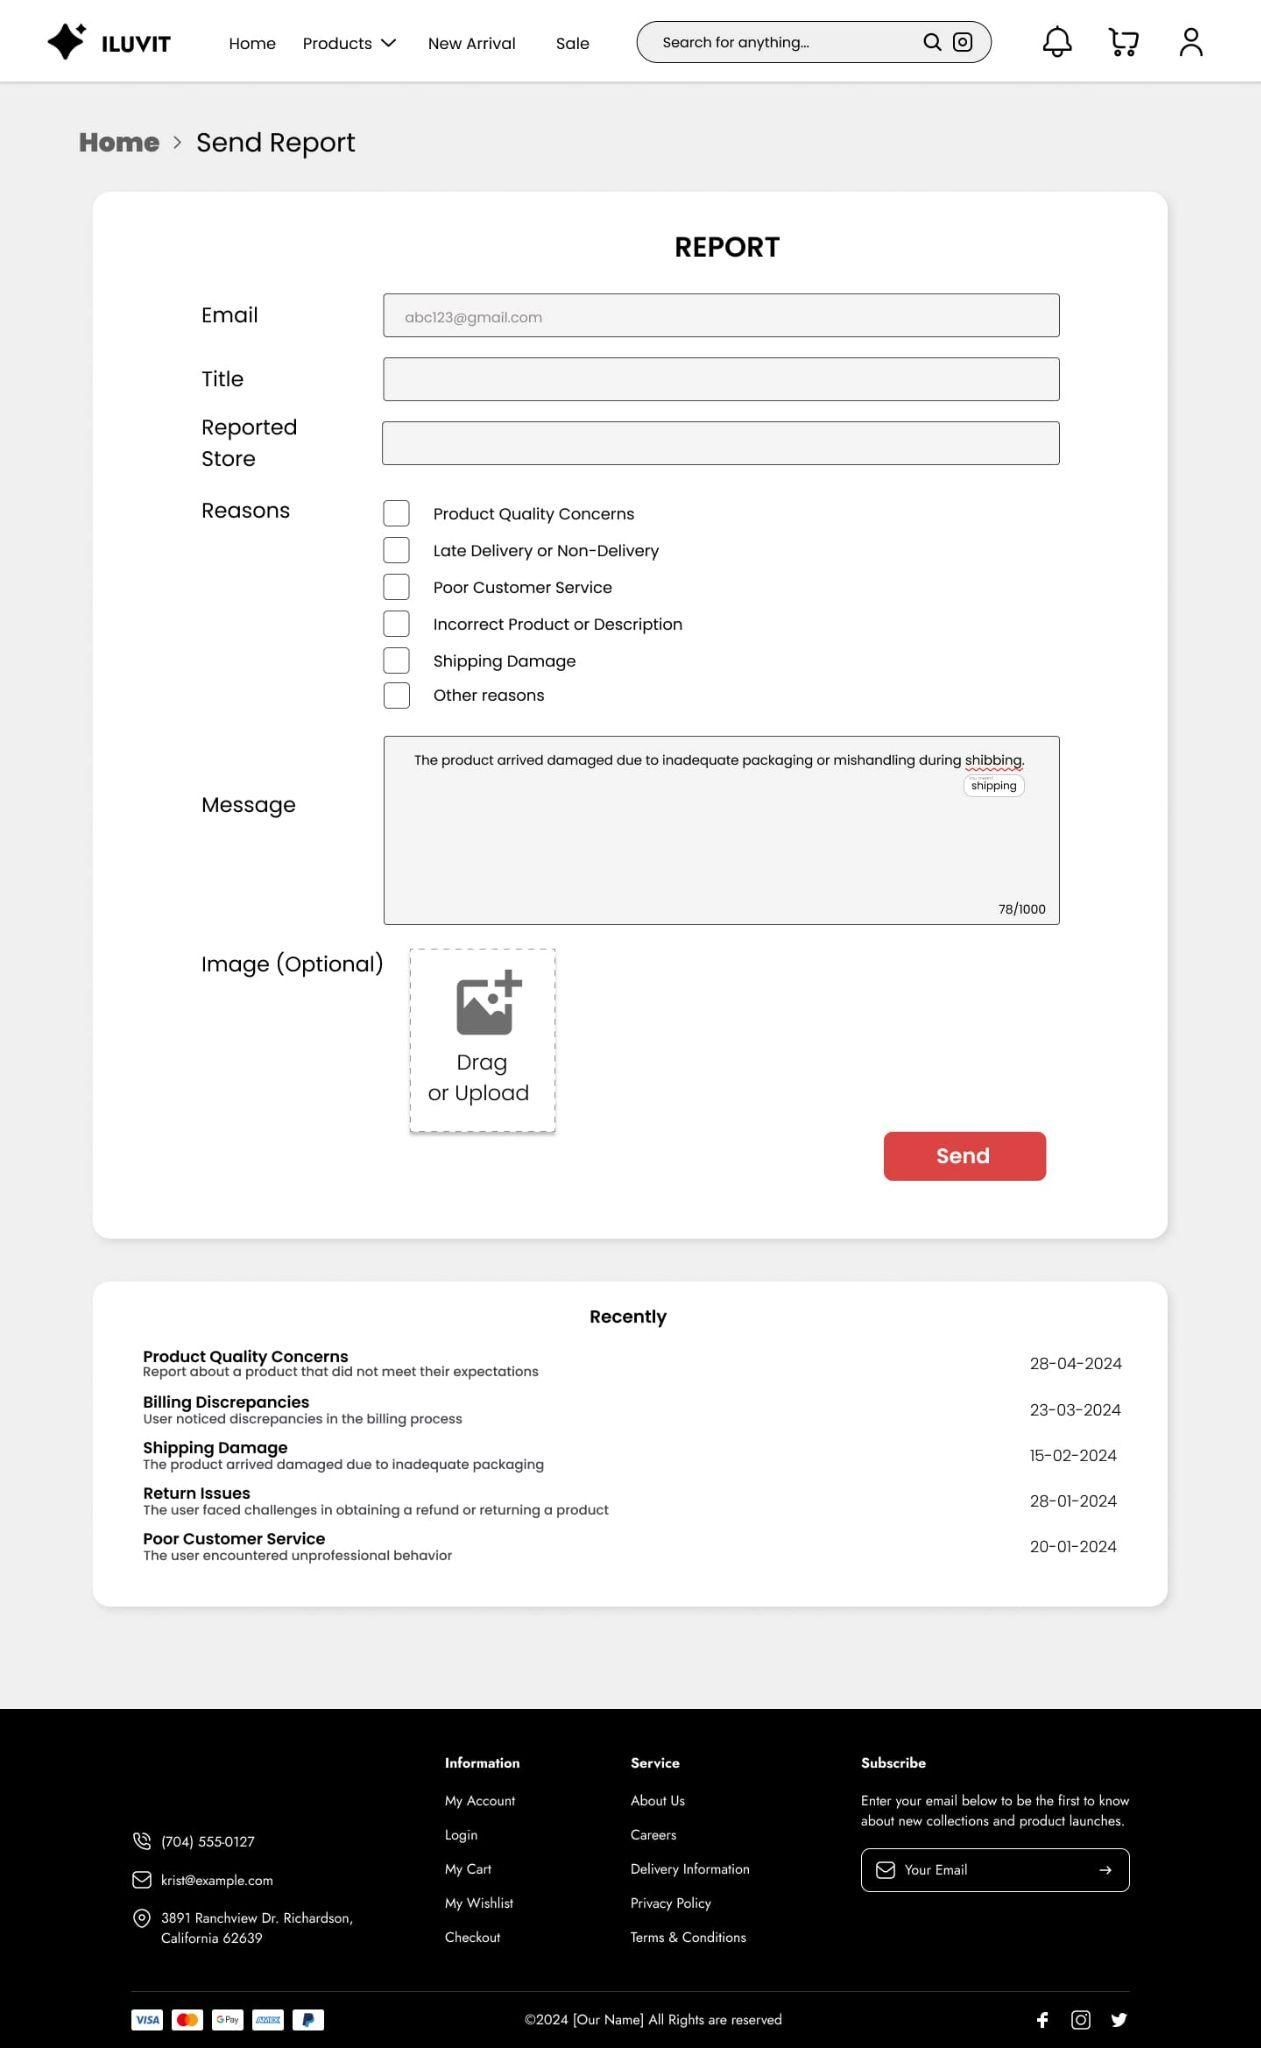 ILUVIT
Home
Products
New Arrival
Sale
Search for anything...
Home > Send Report
REPORT
Email
abc123@gmail.com
Title
Reported
Store
Reasons
Product Quality Concerns
Late Delivery or Non-Delivery
Poor Customer Service
Incorrect Product or Description
Shipping Damage
Other reasons
Message
The product arrived damaged due to inadequate packaging or mishandling during shibbing.
shipping
78/1000
Image (Optional)
Drag
or Upload
Send
Recently
Product Quality Concerns
Report about a product that did not meet their expectations
28-04-2024
Billing Discrepancies
User noticed discrepancies in the billing process
23-03-2024
Shipping Damage
The product arrived damaged due to inadequate packaging
15-02-2024
Return Issues
The user faced challenges in obtaining a refund or returning a product
28-01-2024
Poor Customer Service
The user encountered unprofessional behavior
20-01-2024
(704) 555-0127
krist@example.com
3891 Ranchview Dr. Richardson,
California 62639
Information
My Account
Login
My Cart
My Wishlist
Checkout
Service
About Us
Careers
Delivery Information
Privacy Policy
Terms & Conditions
Subscribe
Enter your email below to be the first to know
about new collections and product launches.
Your Email
VISA
G Pay
AMEX
©2024 [Our Name] All Rights are reserved